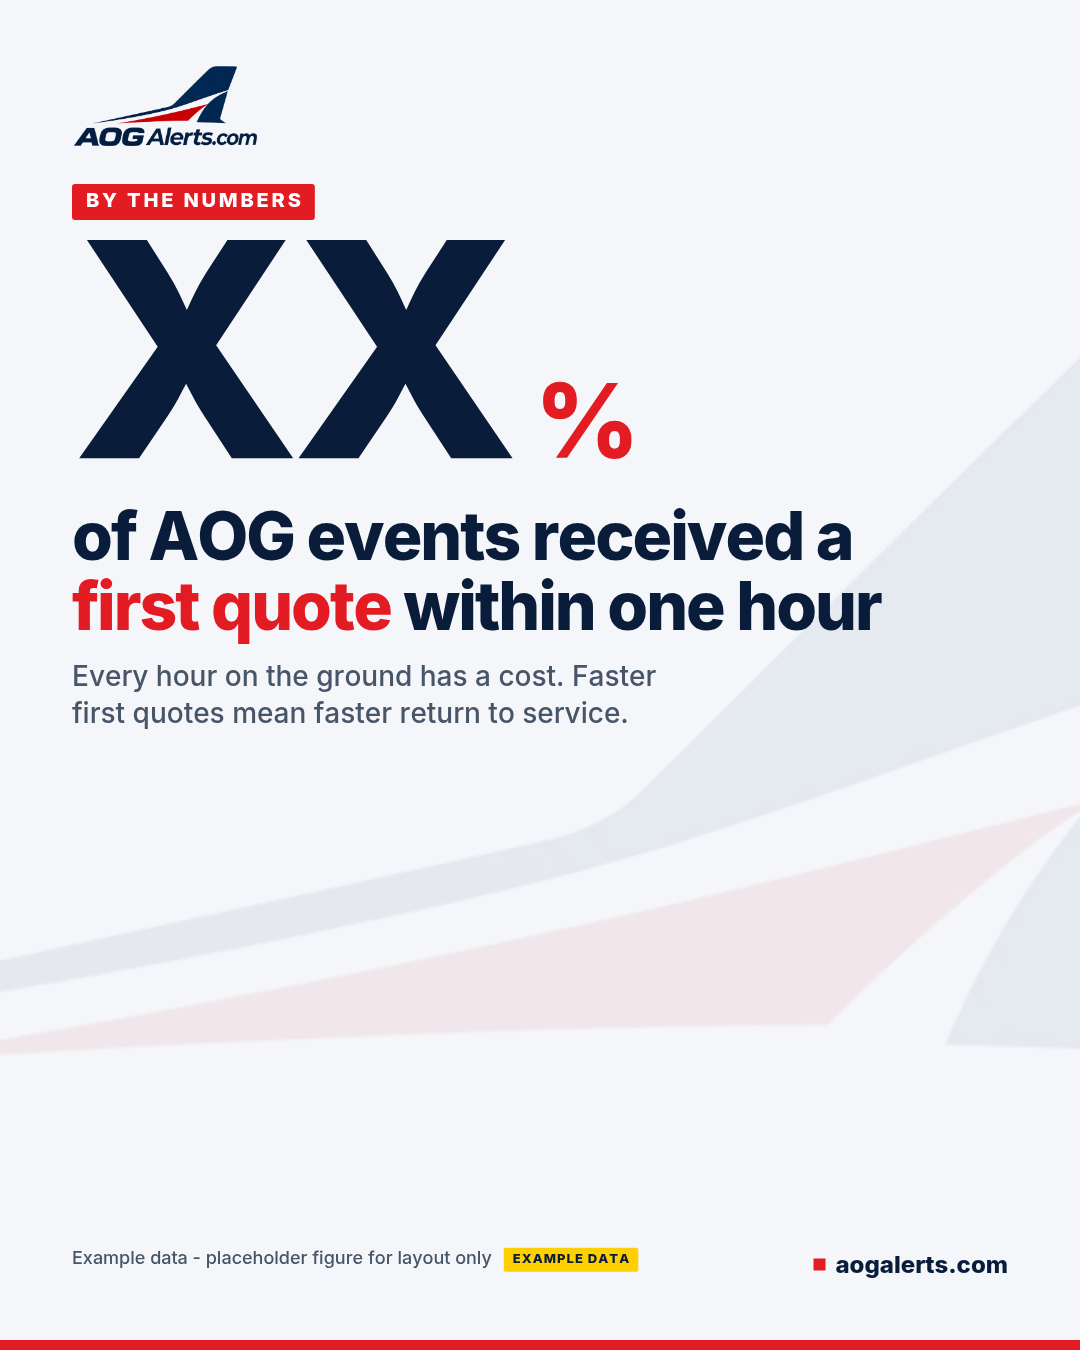 AOG Alerts.com
BY THE NUMBERS
XX %
of AOG events received a
first quote within one hour
Every hour on the ground has a cost. Faster
first quotes mean faster return to service.
Example data - placeholder figure for layout only
EXAMPLE DATA
aogalerts.com